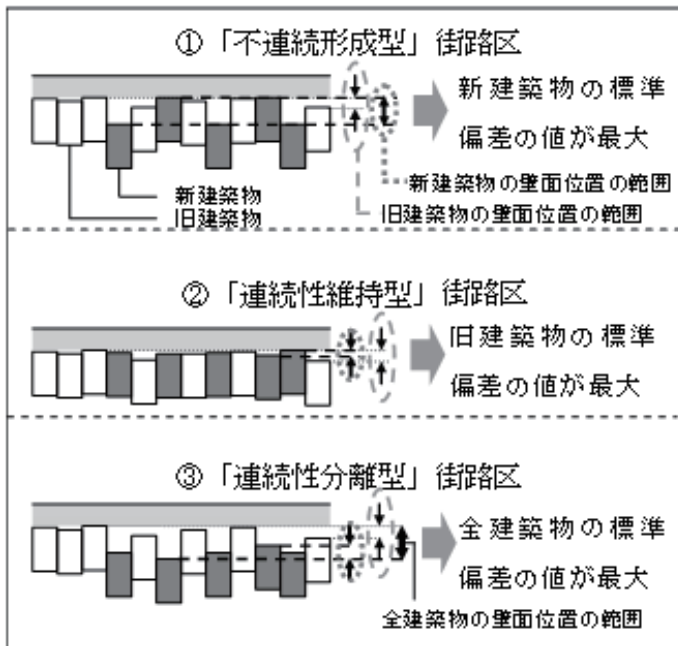 ①「不連続形成型」街路区
新建築物の標準
偏差の値が最大
新建築物の壁面位置の範囲
新建築物
旧建築物
旧建築物の壁面位置の範囲
②「連続性維持型」街路区
旧建築物の標準
偏差の値が最大
③「連続性分離型」街路区
全建築物の標準
偏差の値が最大
全建築物の壁面位置の範囲